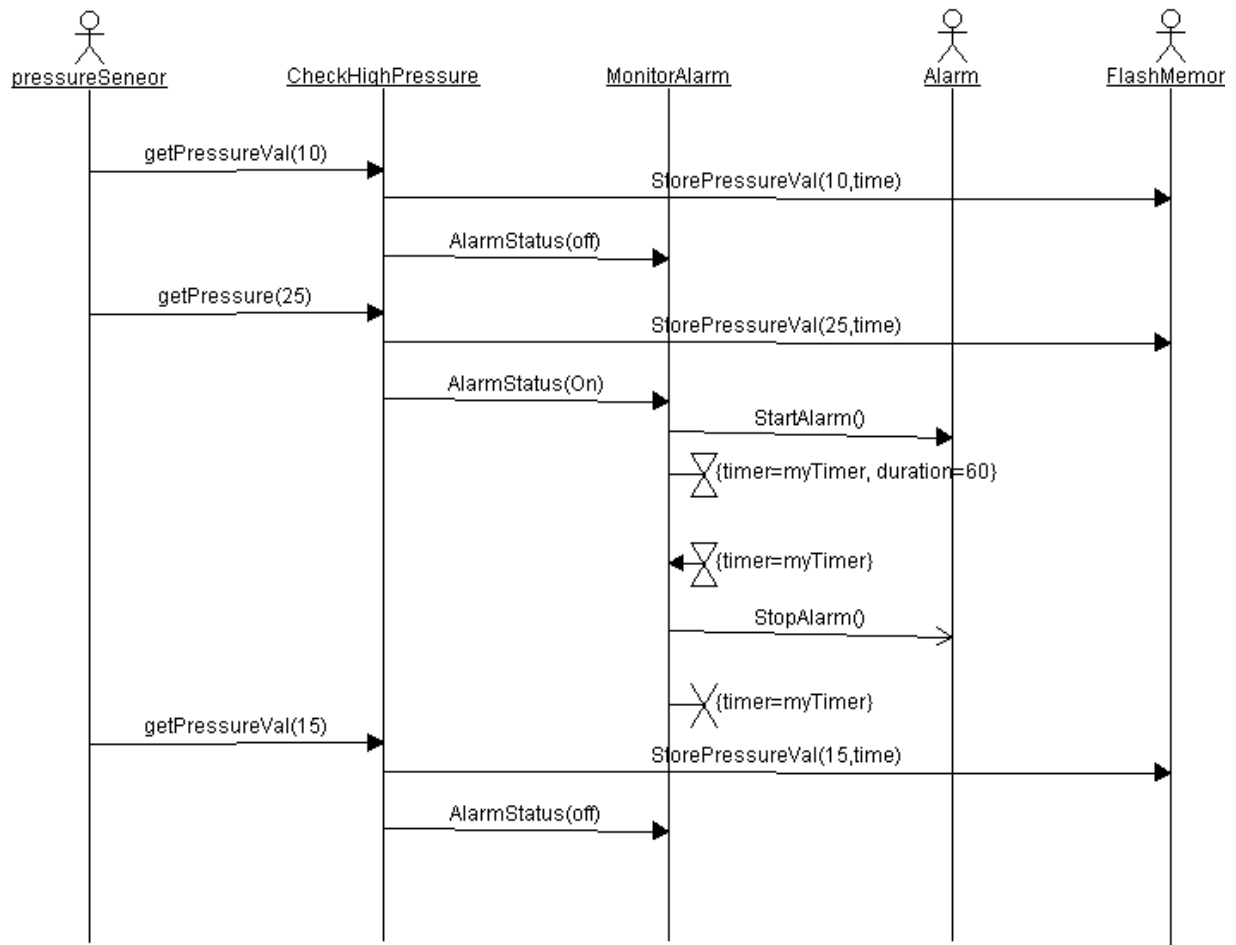 pressureSeneor CheckHighPressure MonitorAlarm Alarm FlashMemor
getPressureVal(10)
StorePressureVal(10,time)
AlarmStatus(off)
getPressure(25)
StorePressureVal(25,time)
AlarmStatus(On)
StartAlarm()
{timer=myTimer, duration=60}
{timer=myTimer}
StopAlarm()
{timer=myTimer}
getPressureVal(15)
StorePressureVal(15,time)
AlarmStatus(off)